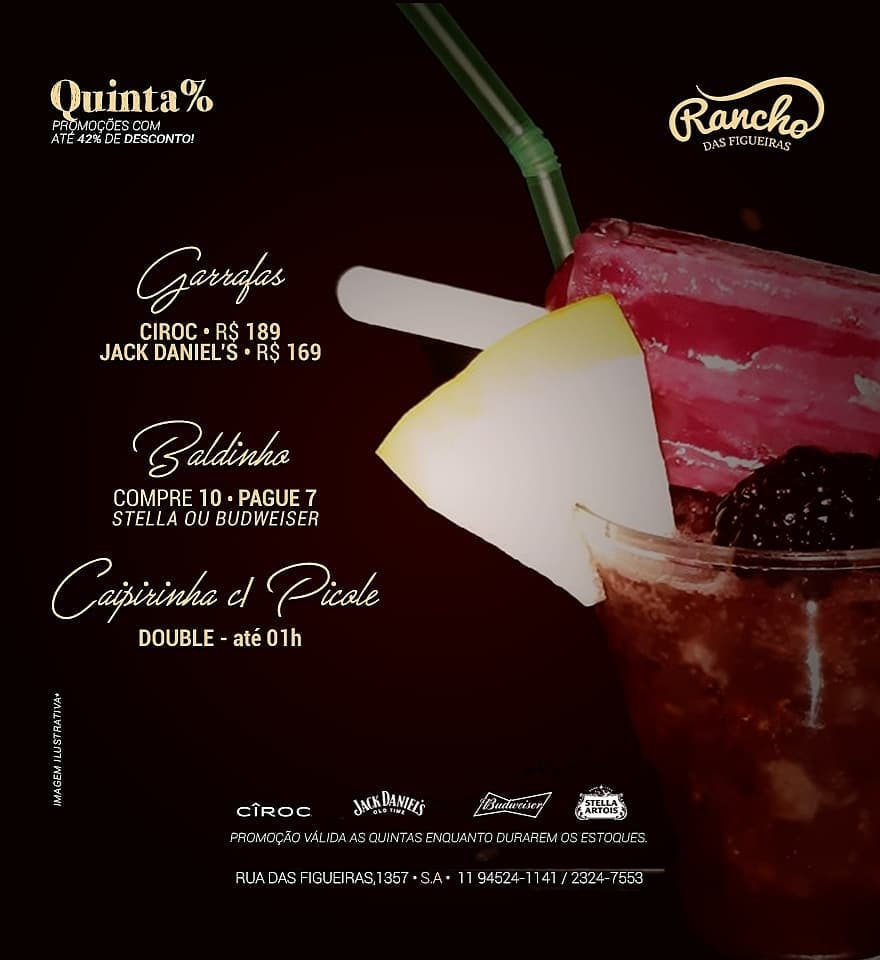 Quinta%
PROMOÇÕES COM
ATÉ 42% DE DESCONTO!
Rancho
DAS FIGUEIRAS
Garrafas
CIROC • R$ 189
JACK DANIEL'S • R$ 169
Baldinho
COMPRE 10 • PAGUE 7
STELLA OU BUDWEISER
Caipirinha c/ Picole
DOUBLE - até 01h
IMAGEM ILUSTRATIVA*
CÎROC
JACK DANIEL'S
OLD TIME
Budweiser
STELLA
ARTOIS
PROMOÇÃO VÁLIDA AS QUINTAS ENQUANTO DURAREM OS ESTOQUES.
RUA DAS FIGUEIRAS,1357 • S.A • 11 94524-1141 / 2324-7553